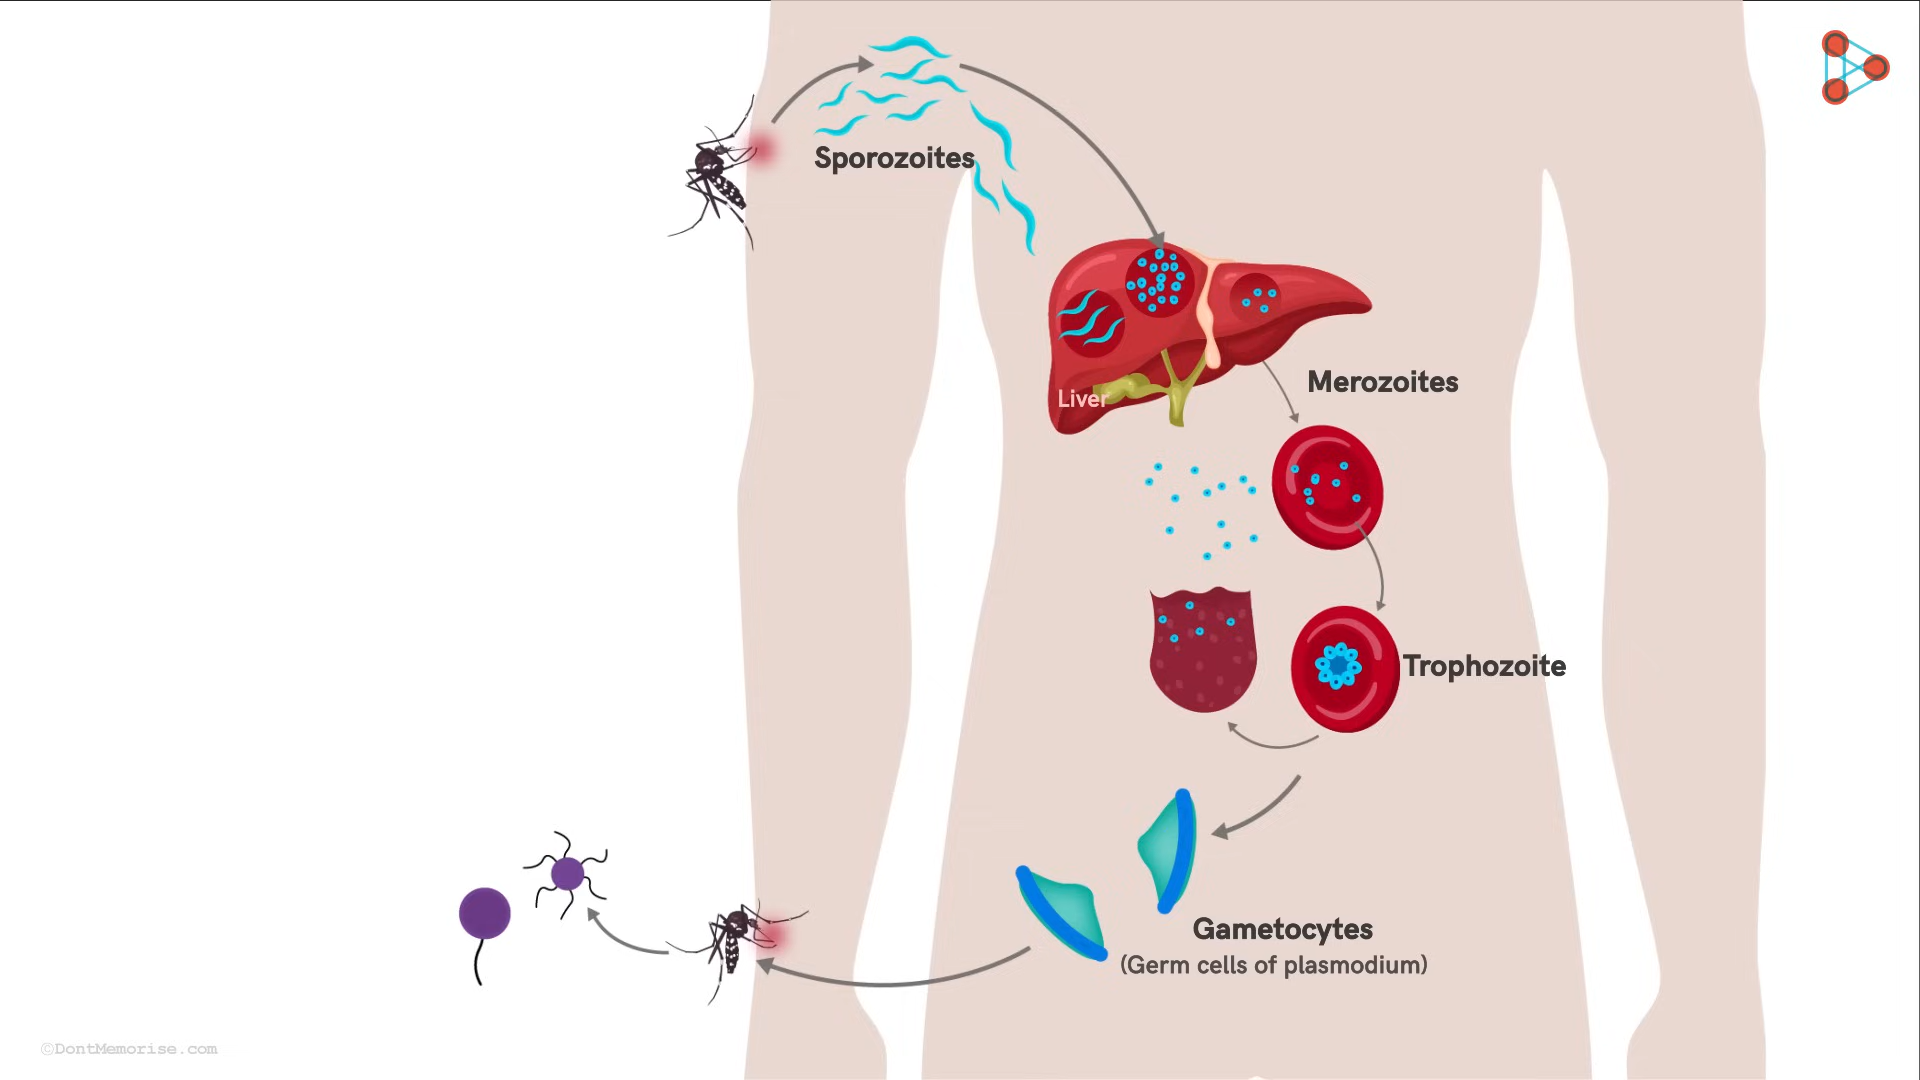 Sporozoites
Liver
Merozoites
Trophozoite
Gametocytes
(Germ cells of plasmodium)
©DontMemorise.com